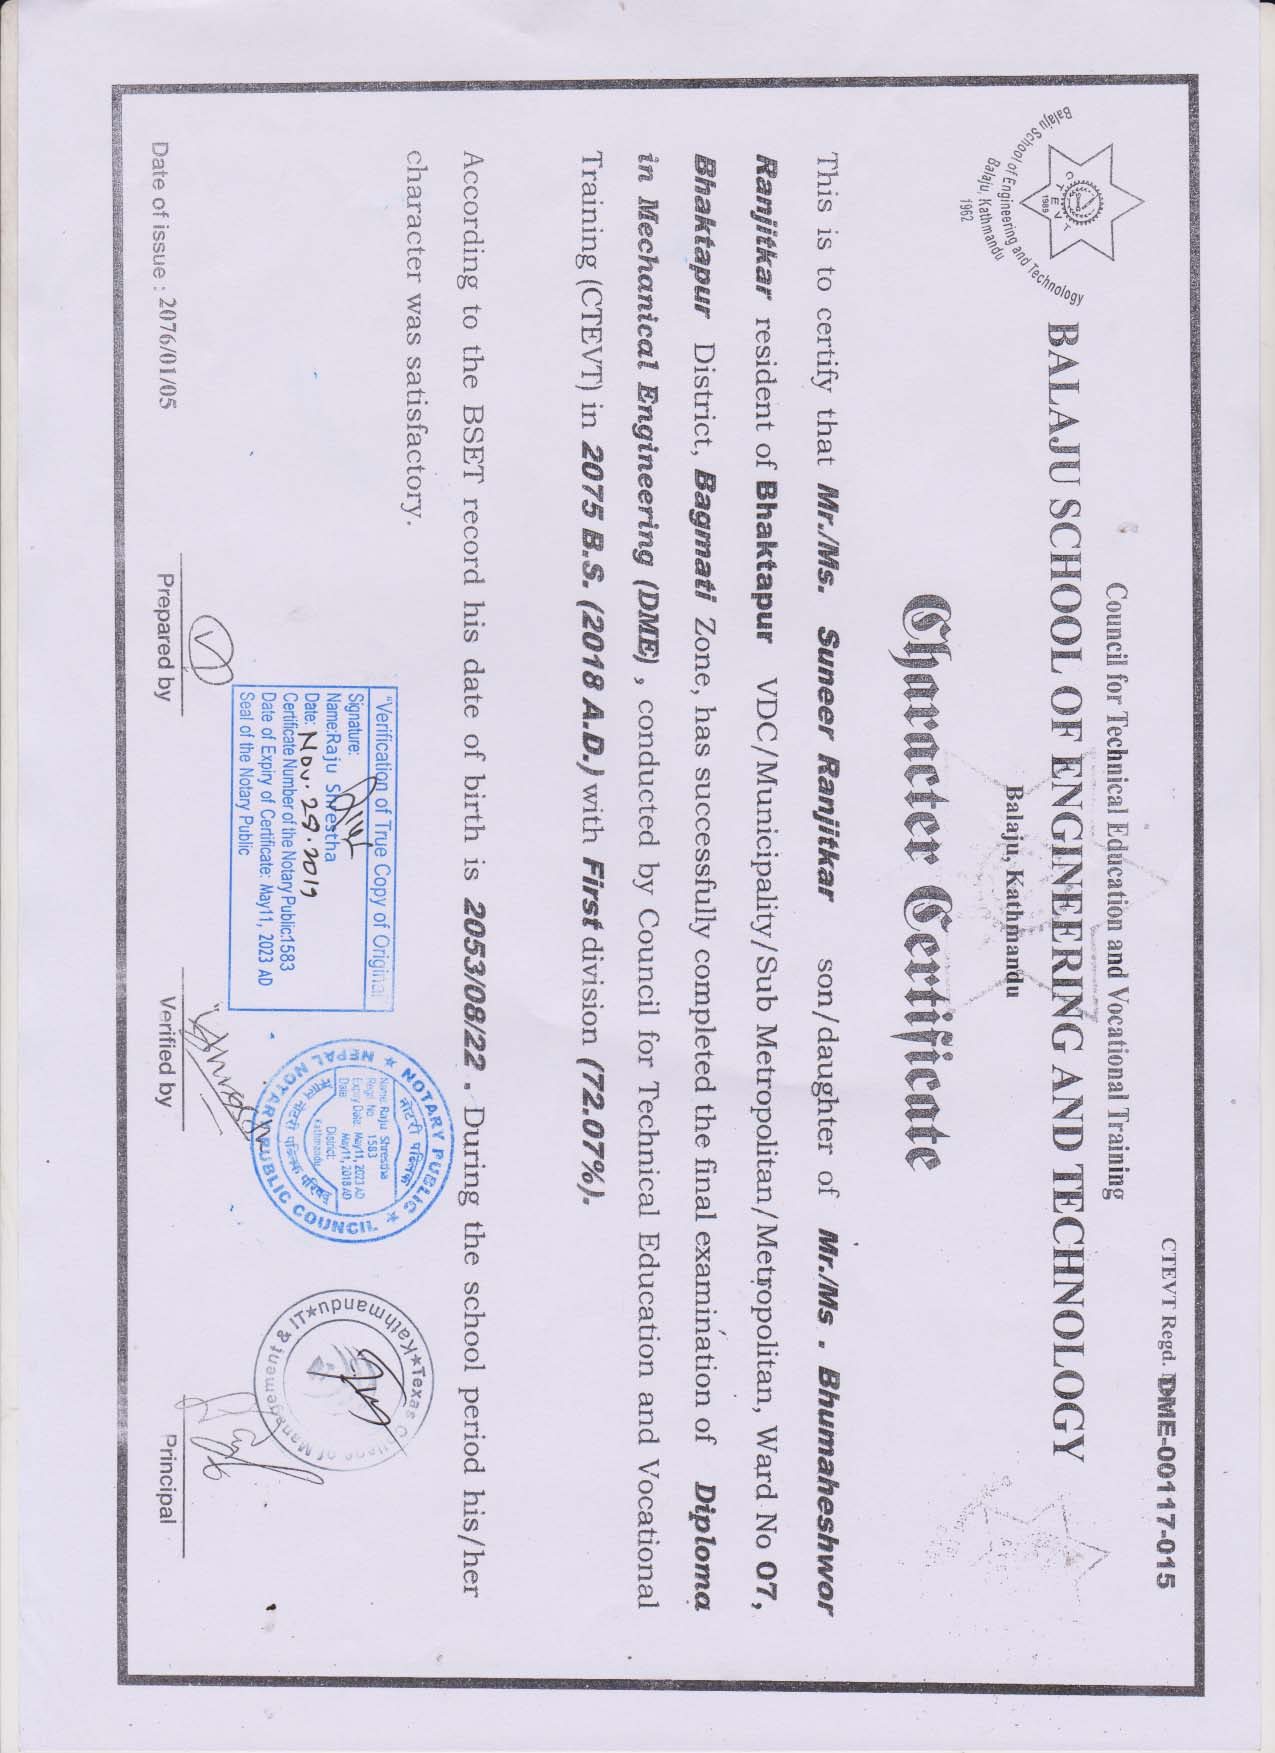 CTEVT Regd. DME-00117-015
Council for Technical Education and Vocational Training
BALAJU SCHOOL OF ENGINEERING AND TECHNOLOGY
Balaju, Kathmandu
CTEVT
1989
Balaju School of Engineering and Technology
Balaju, Kathmandu
1962
Character Certificate
This is to certify that Mr./Ms. Suneer Ranjitkar son/daughter of Mr./Ms . Bhumaheshwor
Ranjitkar resident of Bhaktapur VDC/Municipality/Sub Metropolitan/Metropolitan, Ward No 07,
Bhaktapur District, Bagmati Zone, has successfully completed the final examination of Diploma
in Mechanical Engineering (DME) , conducted by Council for Technical Education and Vocational
Training (CTEVT) in 2075 B.S. (2018 A.D.) with First division (72.07%).
According to the BSET record his date of birth is 2053/08/22 . During the school period his/her
character was satisfactory.
"Verification of True Copy of Original
Signature:
Name:Raju Shrestha
Date: Nov. 29. 2019
Certificate Number of the Notary Public:1583
Date of Expiry of Certificate: May11, 2023 AD
Seal of the Notary Public
★ NOTARY PUBLIC ★
NEPAL NOTARY PUBLIC COUNCIL
नोटरी पब्लिक
Name: Raju Shrestha
Regd. No. 1583
Expiry Date: May11, 2023 AD
Date: May11, 2018 AD
District:
Kathmandu
★Texas College of Management & IT★Kathmandu
Date of issue : 2076/01/05
Prepared by
Verified by
Principal